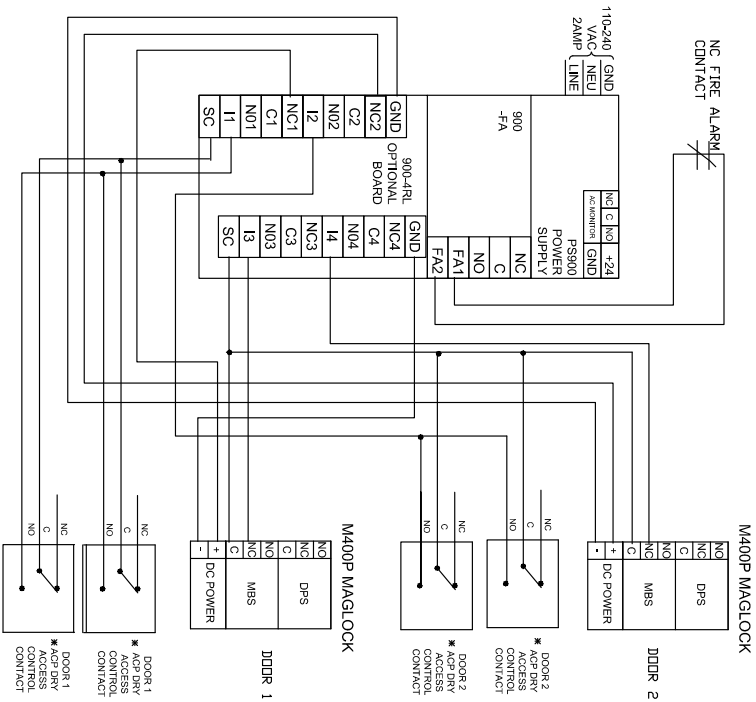 110-240
VAC
2AMP
GND
NEU
LINE
NC FIRE ALARM
CONTACT
SC
I1
N01
C1
NC1
I2
N02
C2
NC2
GND
900
-FA
900-4RL
OPTIONAL
BOARD
NC
C
NO
AC MONITOR
+24
GND
PS900
POWER
SUPPLY
SC
I3
N03
C3
NC3
I4
N04
C4
NC4
GND
FA2
FA1
NO
C
NC
M400P MAGLOCK
-
+
C
NC
NO
C
NC
NO
DC POWER
MBS
DPS
DOOR 2
NO
C
NC
DOOR 2
* ACP DRY
ACCESS
CONTROL
CONTACT
NO
C
NC
DOOR 2
* ACP DRY
ACCESS
CONTROL
CONTACT
M400P MAGLOCK
-
+
C
NC
NO
C
NC
NO
DC POWER
MBS
DPS
DOOR 1
NO
C
NC
DOOR 1
* ACP DRY
ACCESS
CONTROL
CONTACT
NO
C
NC
DOOR 1
* ACP DRY
ACCESS
CONTROL
CONTACT